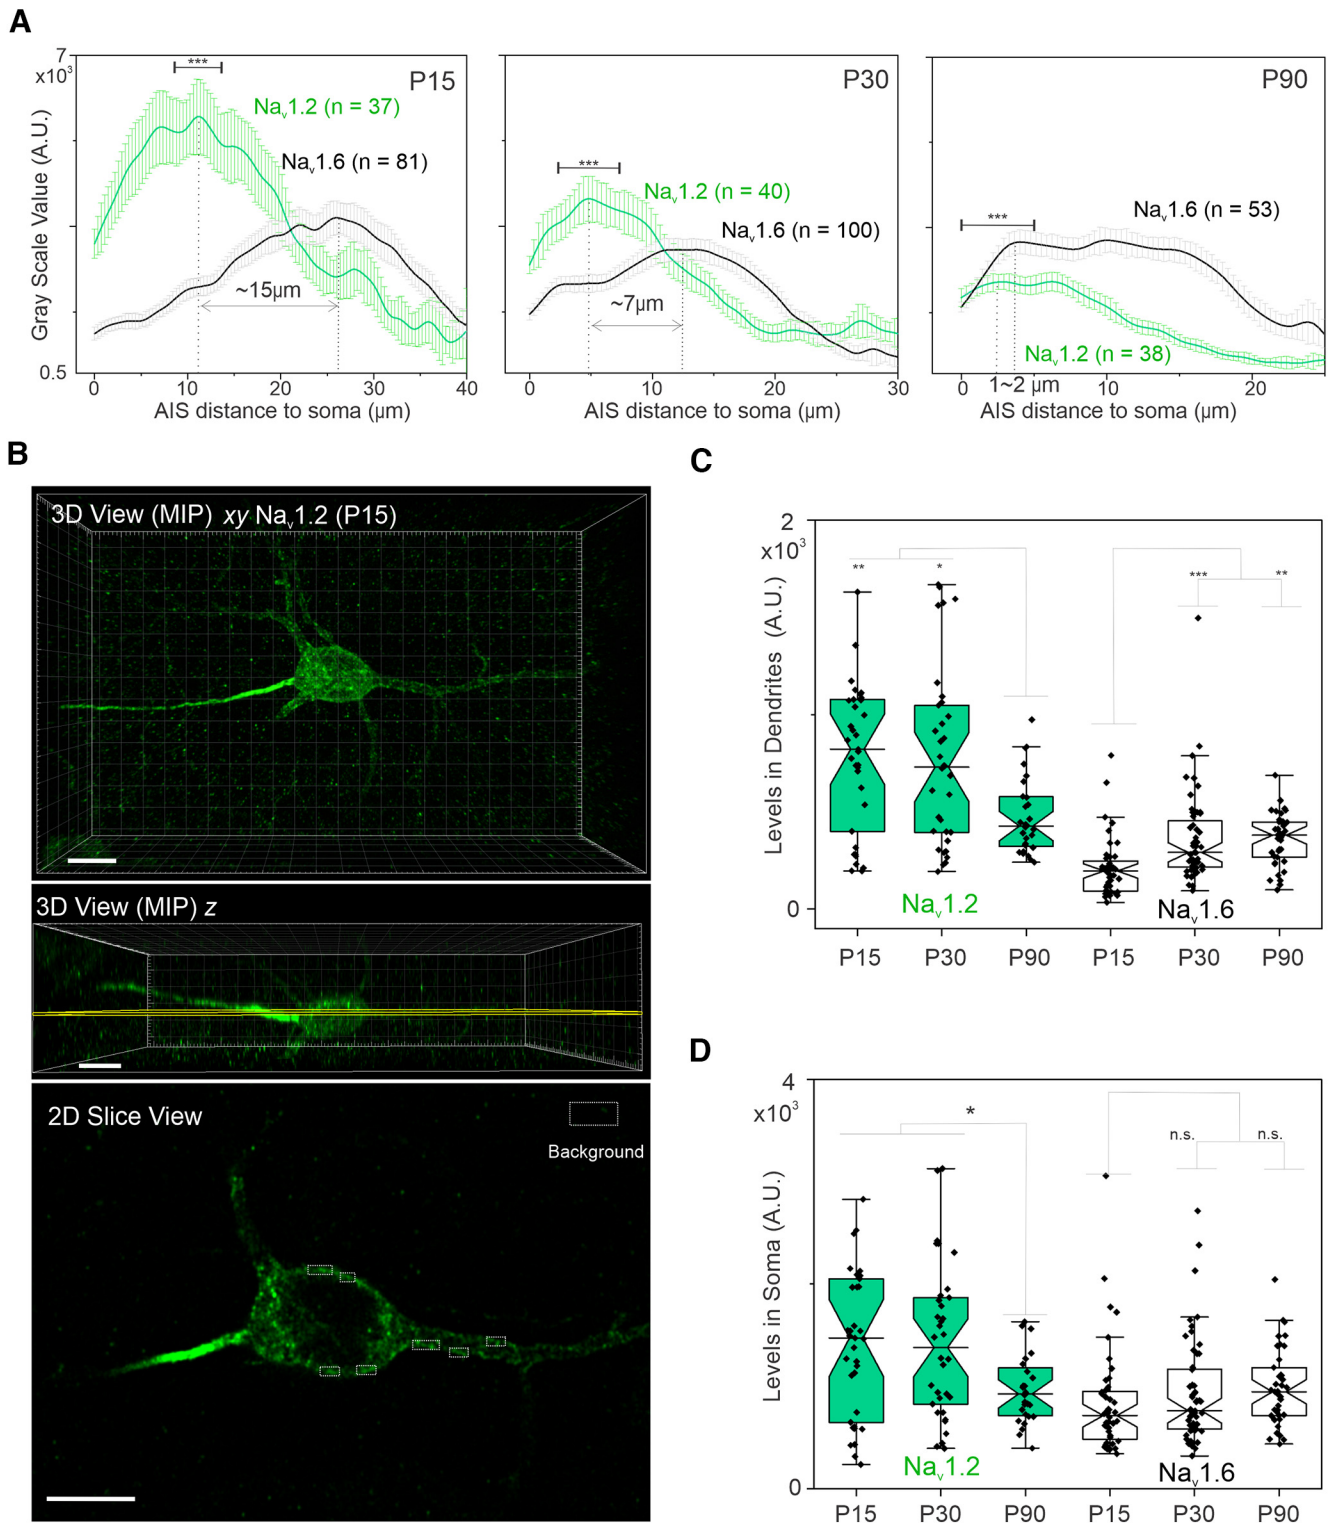 A
7
x10³
0.5
Gray Scale Value (A.U.)
***
P15
Nav1.2 (n = 37)
Nav1.6 (n = 81)
~15µm
0 10 20 30 40
AIS distance to soma (µm)
***
P30
Nav1.2 (n = 40)
Nav1.6 (n = 100)
~7µm
0 10 20 30
AIS distance to soma (µm)
***
P90
Nav1.6 (n = 53)
Nav1.2 (n = 38)
1~2 µm
0 10 20
AIS distance to soma (µm)
B
3D View (MIP) xy Nav1.2 (P15)
3D View (MIP) z
2D Slice View
Background
C
2
x10³
0
Levels in Dendrites (A.U.)
** * *** **
Nav1.2 Nav1.6
P15 P30 P90 P15 P30 P90
D
4
x10³
0
Levels in Soma (A.U.)
* n.s. n.s.
Nav1.2 Nav1.6
P15 P30 P90 P15 P30 P90